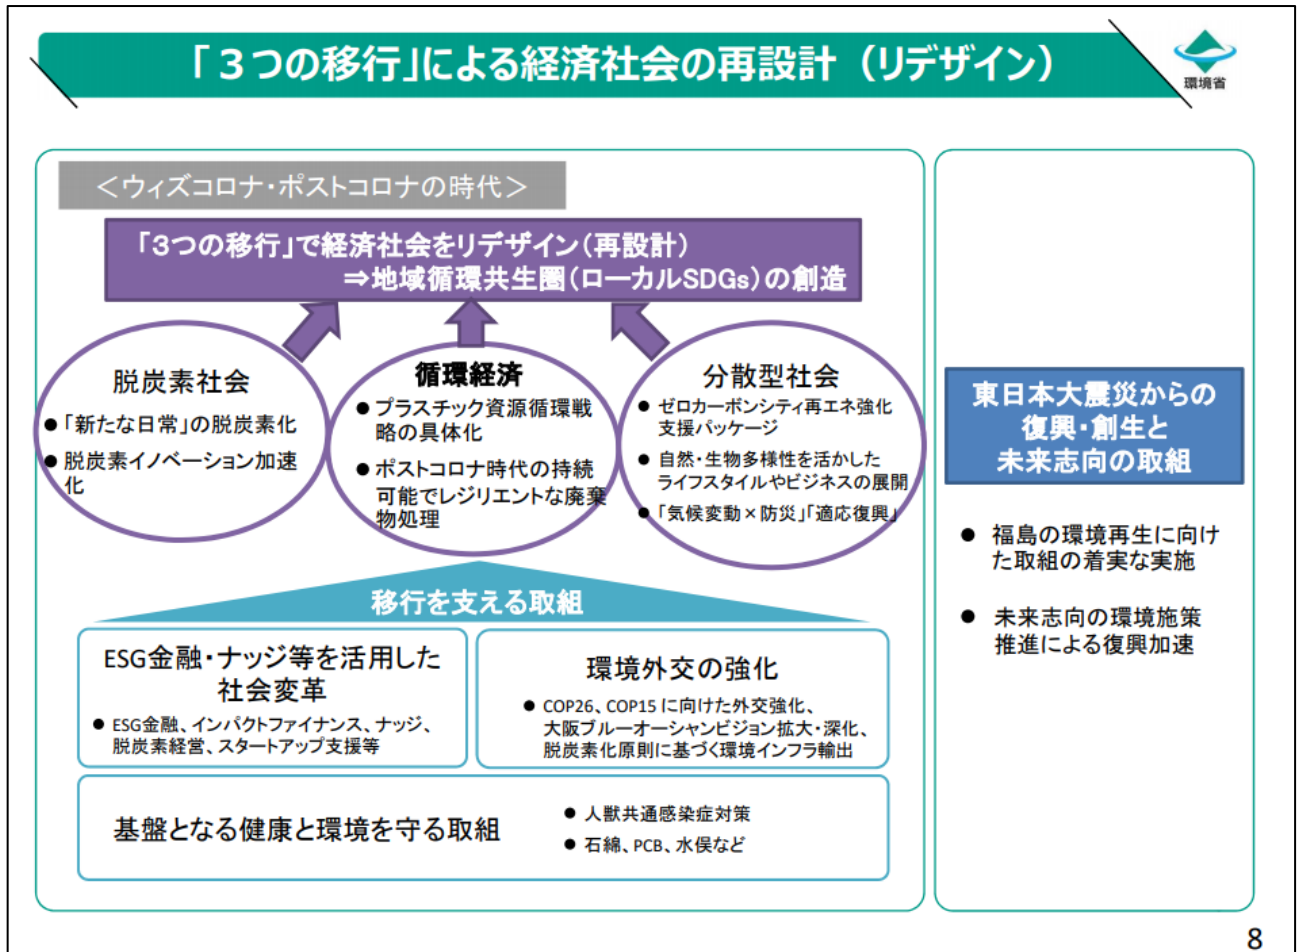 「３つの移行」による経済社会の再設計（リデザイン）
環境省
＜ウィズコロナ・ポストコロナの時代＞
「３つの移行」で経済社会をリデザイン（再設計）
⇒地域循環共生圏（ローカルSDGs）の創造
脱炭素社会
●「新たな日常」の脱炭素化
● 脱炭素イノベーション加速
化
循環経済
● プラスチック資源循環戦
略の具体化
● ポストコロナ時代の持続
可能でレジリエントな廃棄
物処理
分散型社会
● ゼロカーボンシティ再エネ強化
支援パッケージ
● 自然・生物多様性を活かした
ライフスタイルやビジネスの展開
●「気候変動×防災」「適応復興」
移行を支える取組
ESG金融・ナッジ等を活用した
社会変革
● ESG金融、インパクトファイナンス、ナッジ、
脱炭素経営、スタートアップ支援等
環境外交の強化
● COP26、COP15 に向けた外交強化、
大阪ブルーオーシャンビジョン拡大・深化、
脱炭素化原則に基づく環境インフラ輸出
基盤となる健康と環境を守る取組
● 人獣共通感染症対策
● 石綿、PCB、水俣など
東日本大震災からの
復興・創生と
未来志向の取組
● 福島の環境再生に向け
た取組の着実な実施
● 未来志向の環境施策
推進による復興加速
8